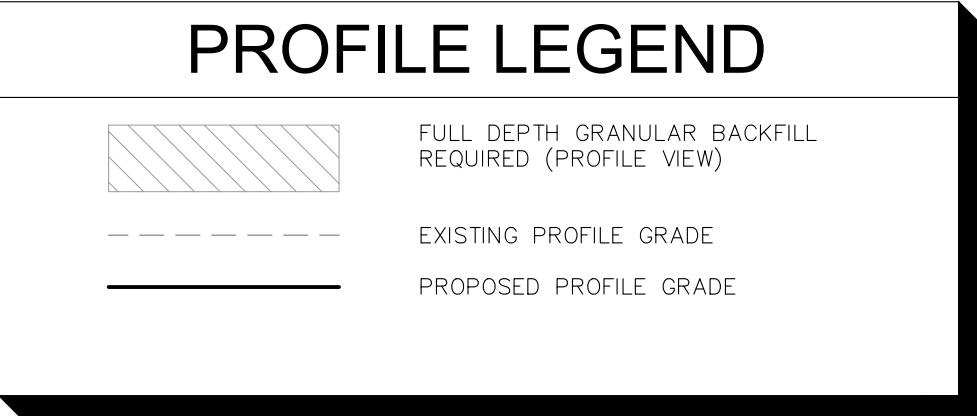 PROFILE LEGEND
FULL DEPTH GRANULAR BACKFILL
REQUIRED (PROFILE VIEW)
EXISTING PROFILE GRADE
PROPOSED PROFILE GRADE